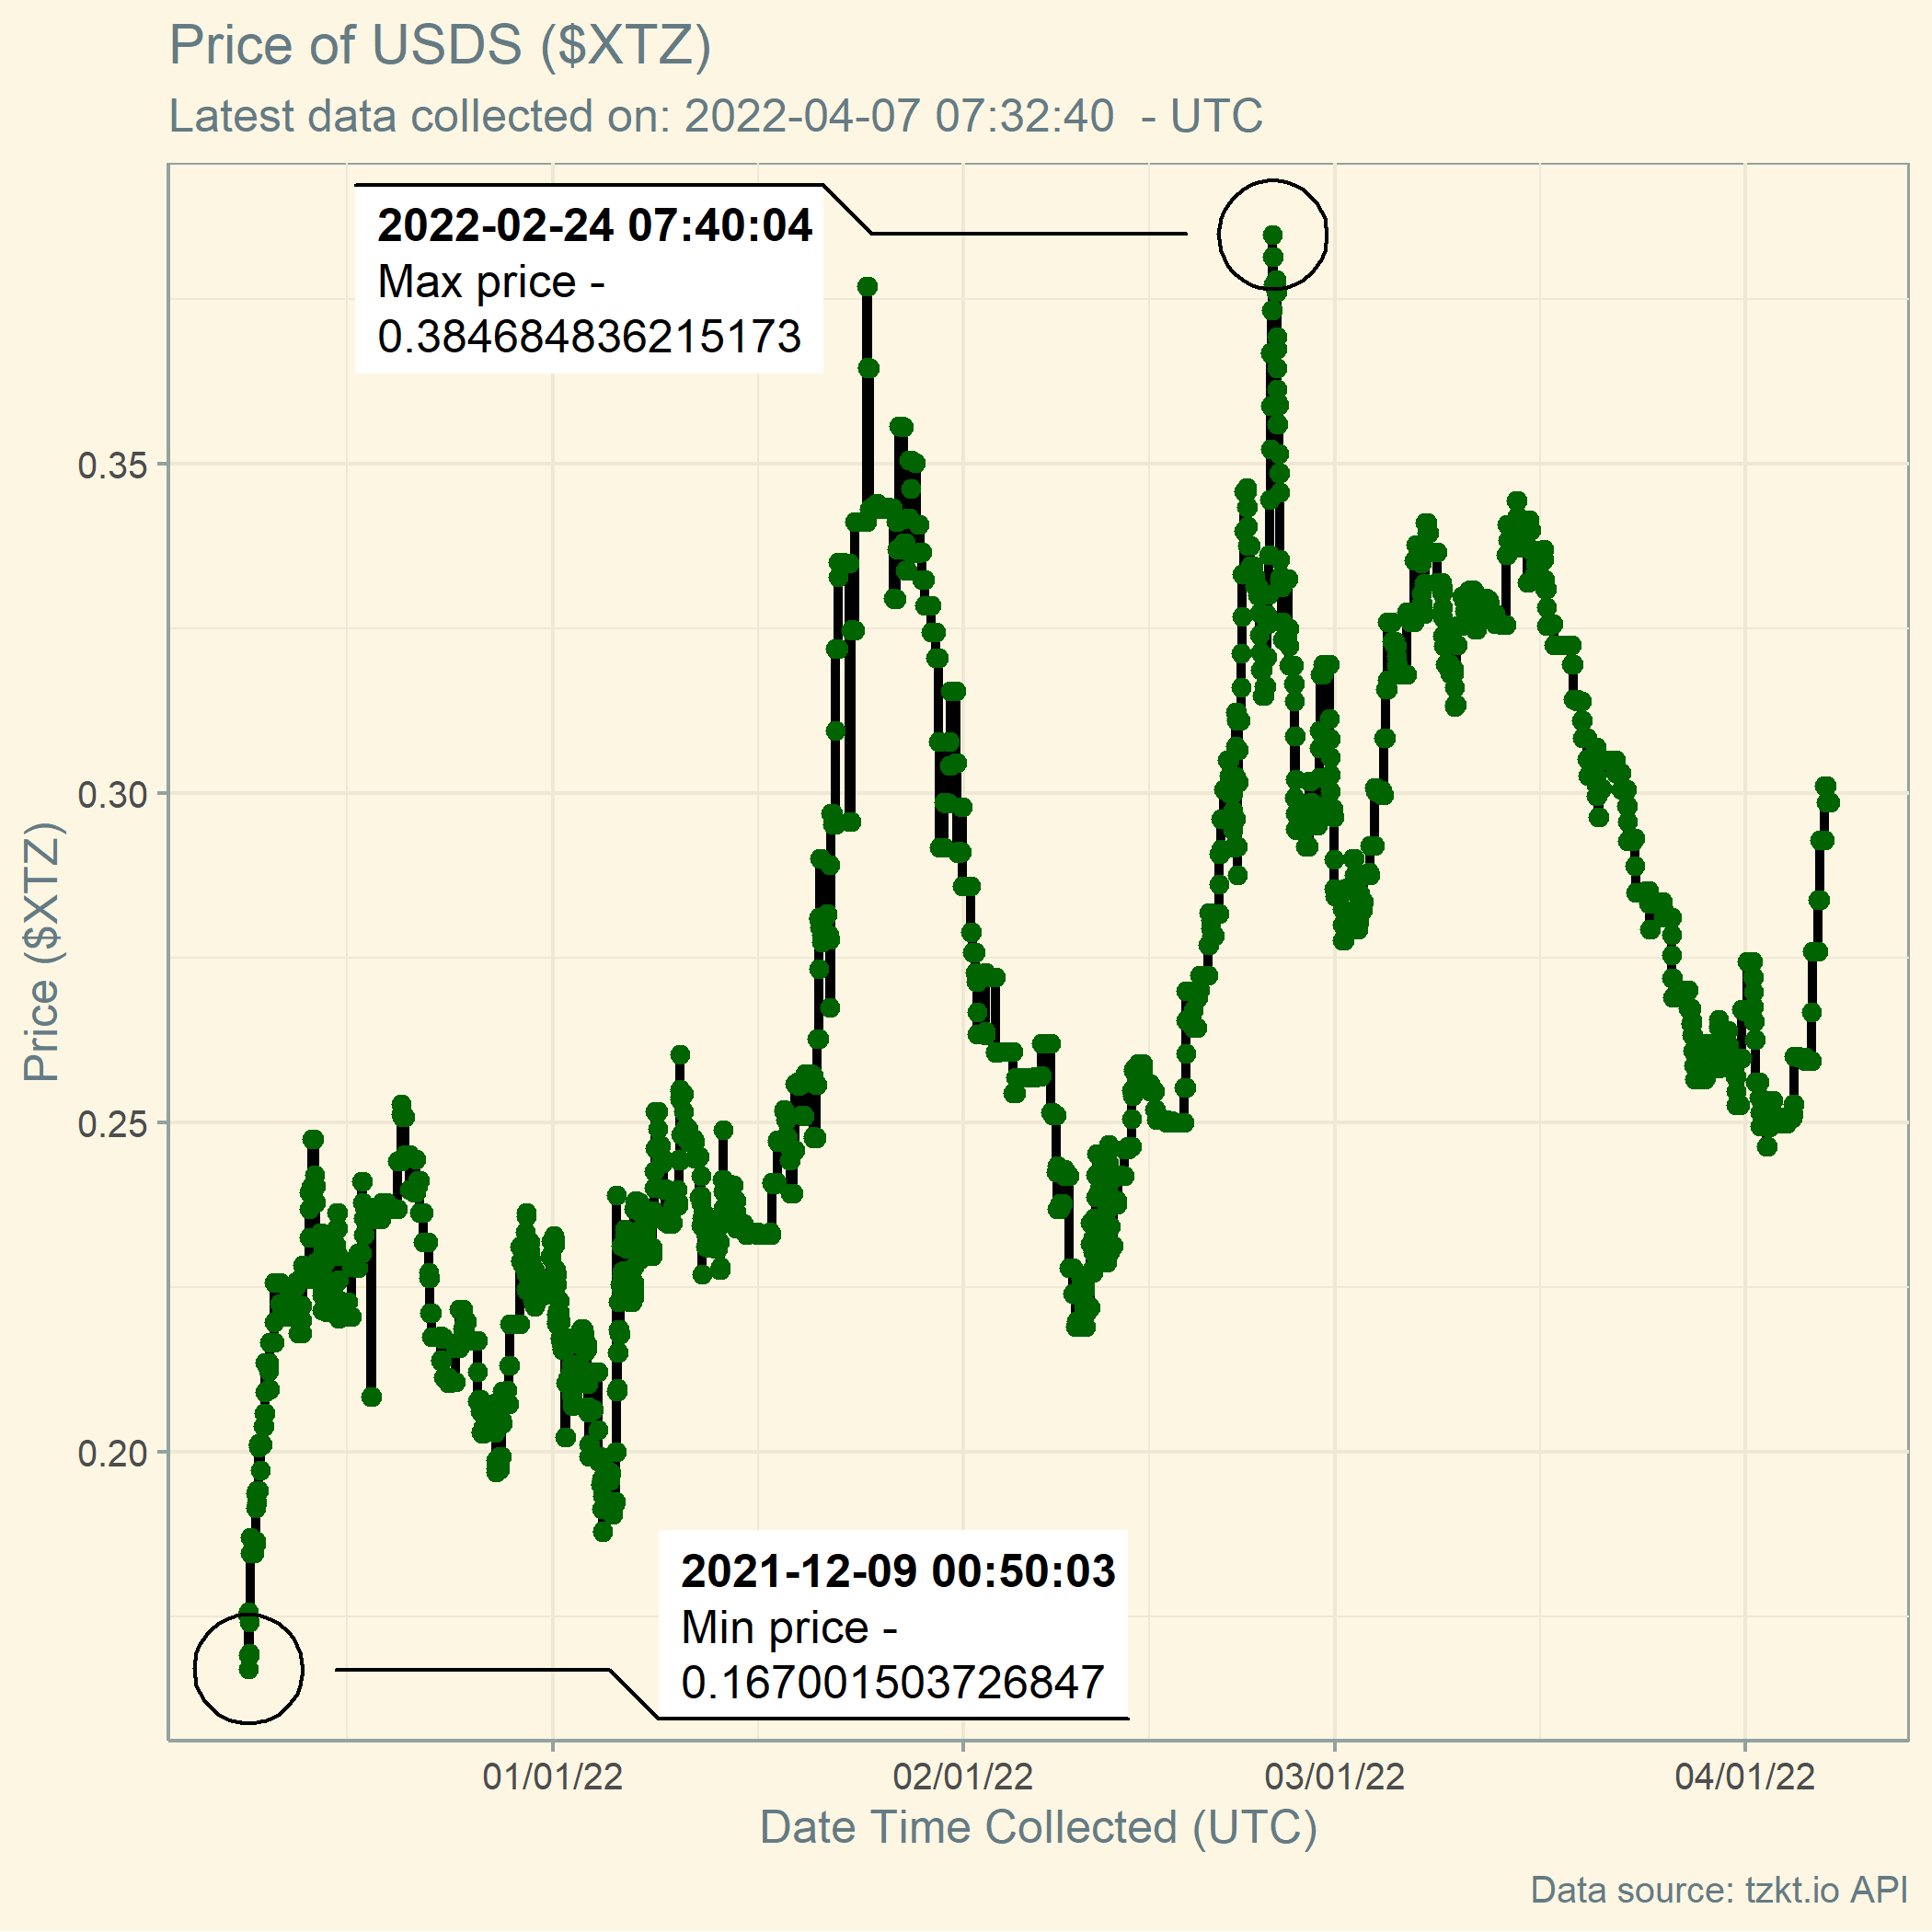 Price of USDS ($XTZ)
Latest data collected on: 2022-04-07 07:32:40  - UTC
2022-02-24 07:40:04
Max price -
0.384684836215173
0.35
0.30
0.25
0.20
Price ($XTZ)
2021-12-09 00:50:03
Min price -
0.167001503726847
01/01/22
02/01/22
03/01/22
04/01/22
Date Time Collected (UTC)
Data source: tzkt.io API